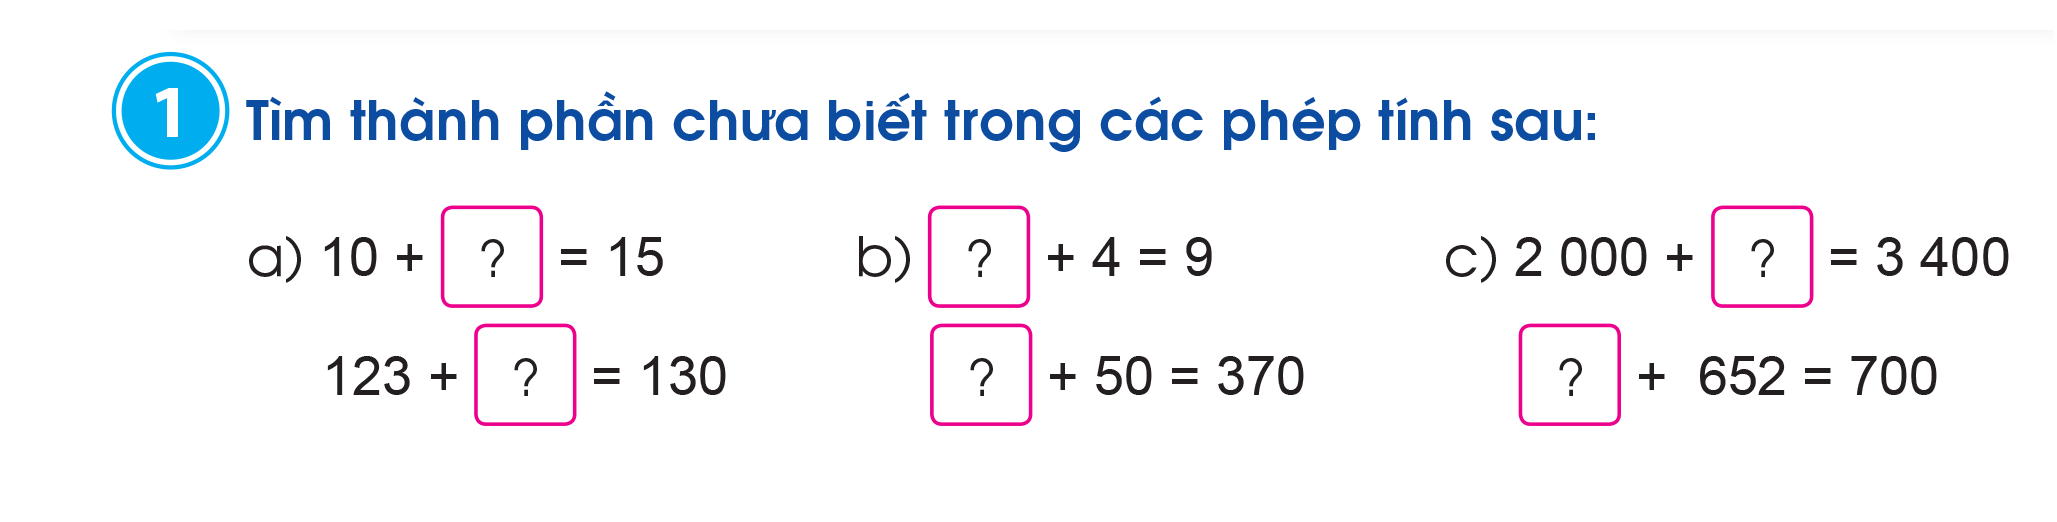 1 Tìm thành phần chưa biết trong các phép tính sau:
a) 10 + ? = 15 b) ? + 4 = 9 c) 2 000 + ? = 3 400
123 + ? = 130 ? + 50 = 370 ? + 652 = 700